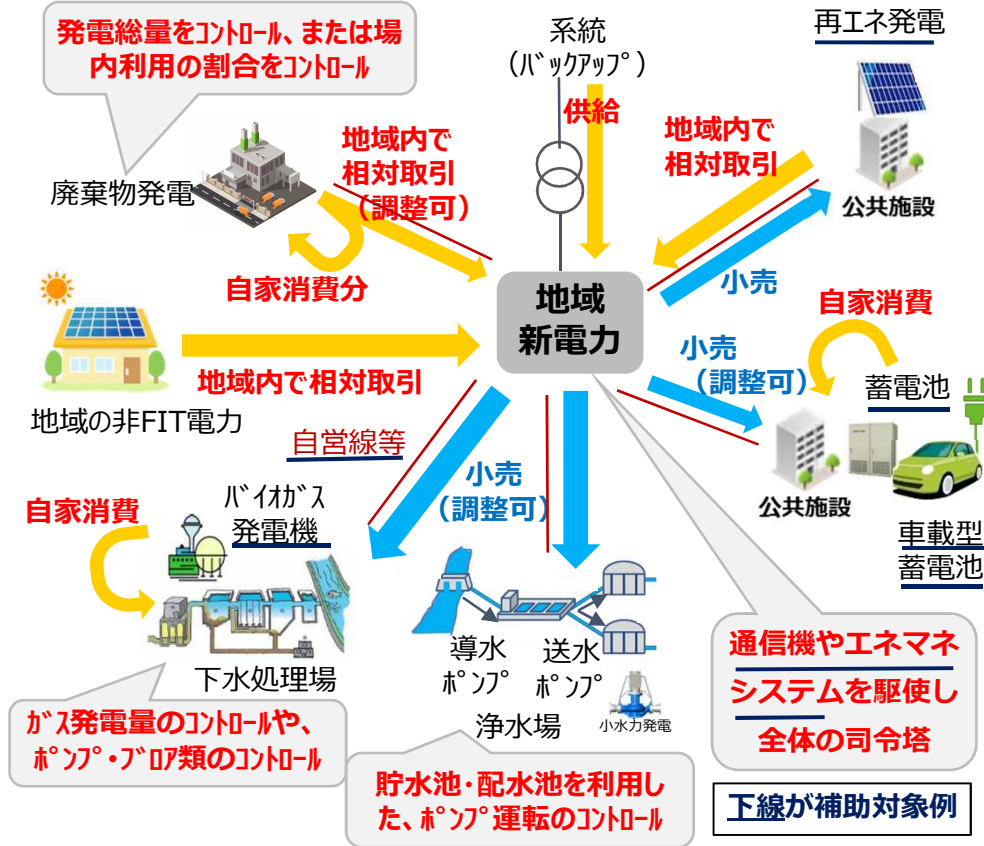 発電総量をｺﾝﾄﾛｰﾙ、または場
内利用の割合をｺﾝﾄﾛｰﾙ
系統
（ﾊﾞｯｸｱｯﾌﾟ）
供給
再エネ発電
地域内で
相対取引
（調整可）
廃棄物発電
自家消費分
地域内で
相対取引
公共施設
小売
地域
新電力
地域内で相対取引
地域の非FIT電力
小売
（調整可）
自家消費
蓄電池
公共施設
車載型
蓄電池
自営線等
小売
（調整可）
自家消費
ﾊﾞｲｵｶﾞｽ
発電機
下水処理場
導水
ﾎﾟﾝﾌﾟ
送水
ﾎﾟﾝﾌﾟ
浄水場
小水力発電
ｶﾞｽ発電量のｺﾝﾄﾛｰﾙや、
ﾎﾟﾝﾌﾟ・ﾌﾞﾛｱ類のｺﾝﾄﾛｰﾙ
貯水池・配水池を利用し
た、ﾎﾟﾝﾌﾟ運転のｺﾝﾄﾛｰﾙ
通信機やエネマネ
システムを駆使し
全体の司令塔
下線が補助対象例